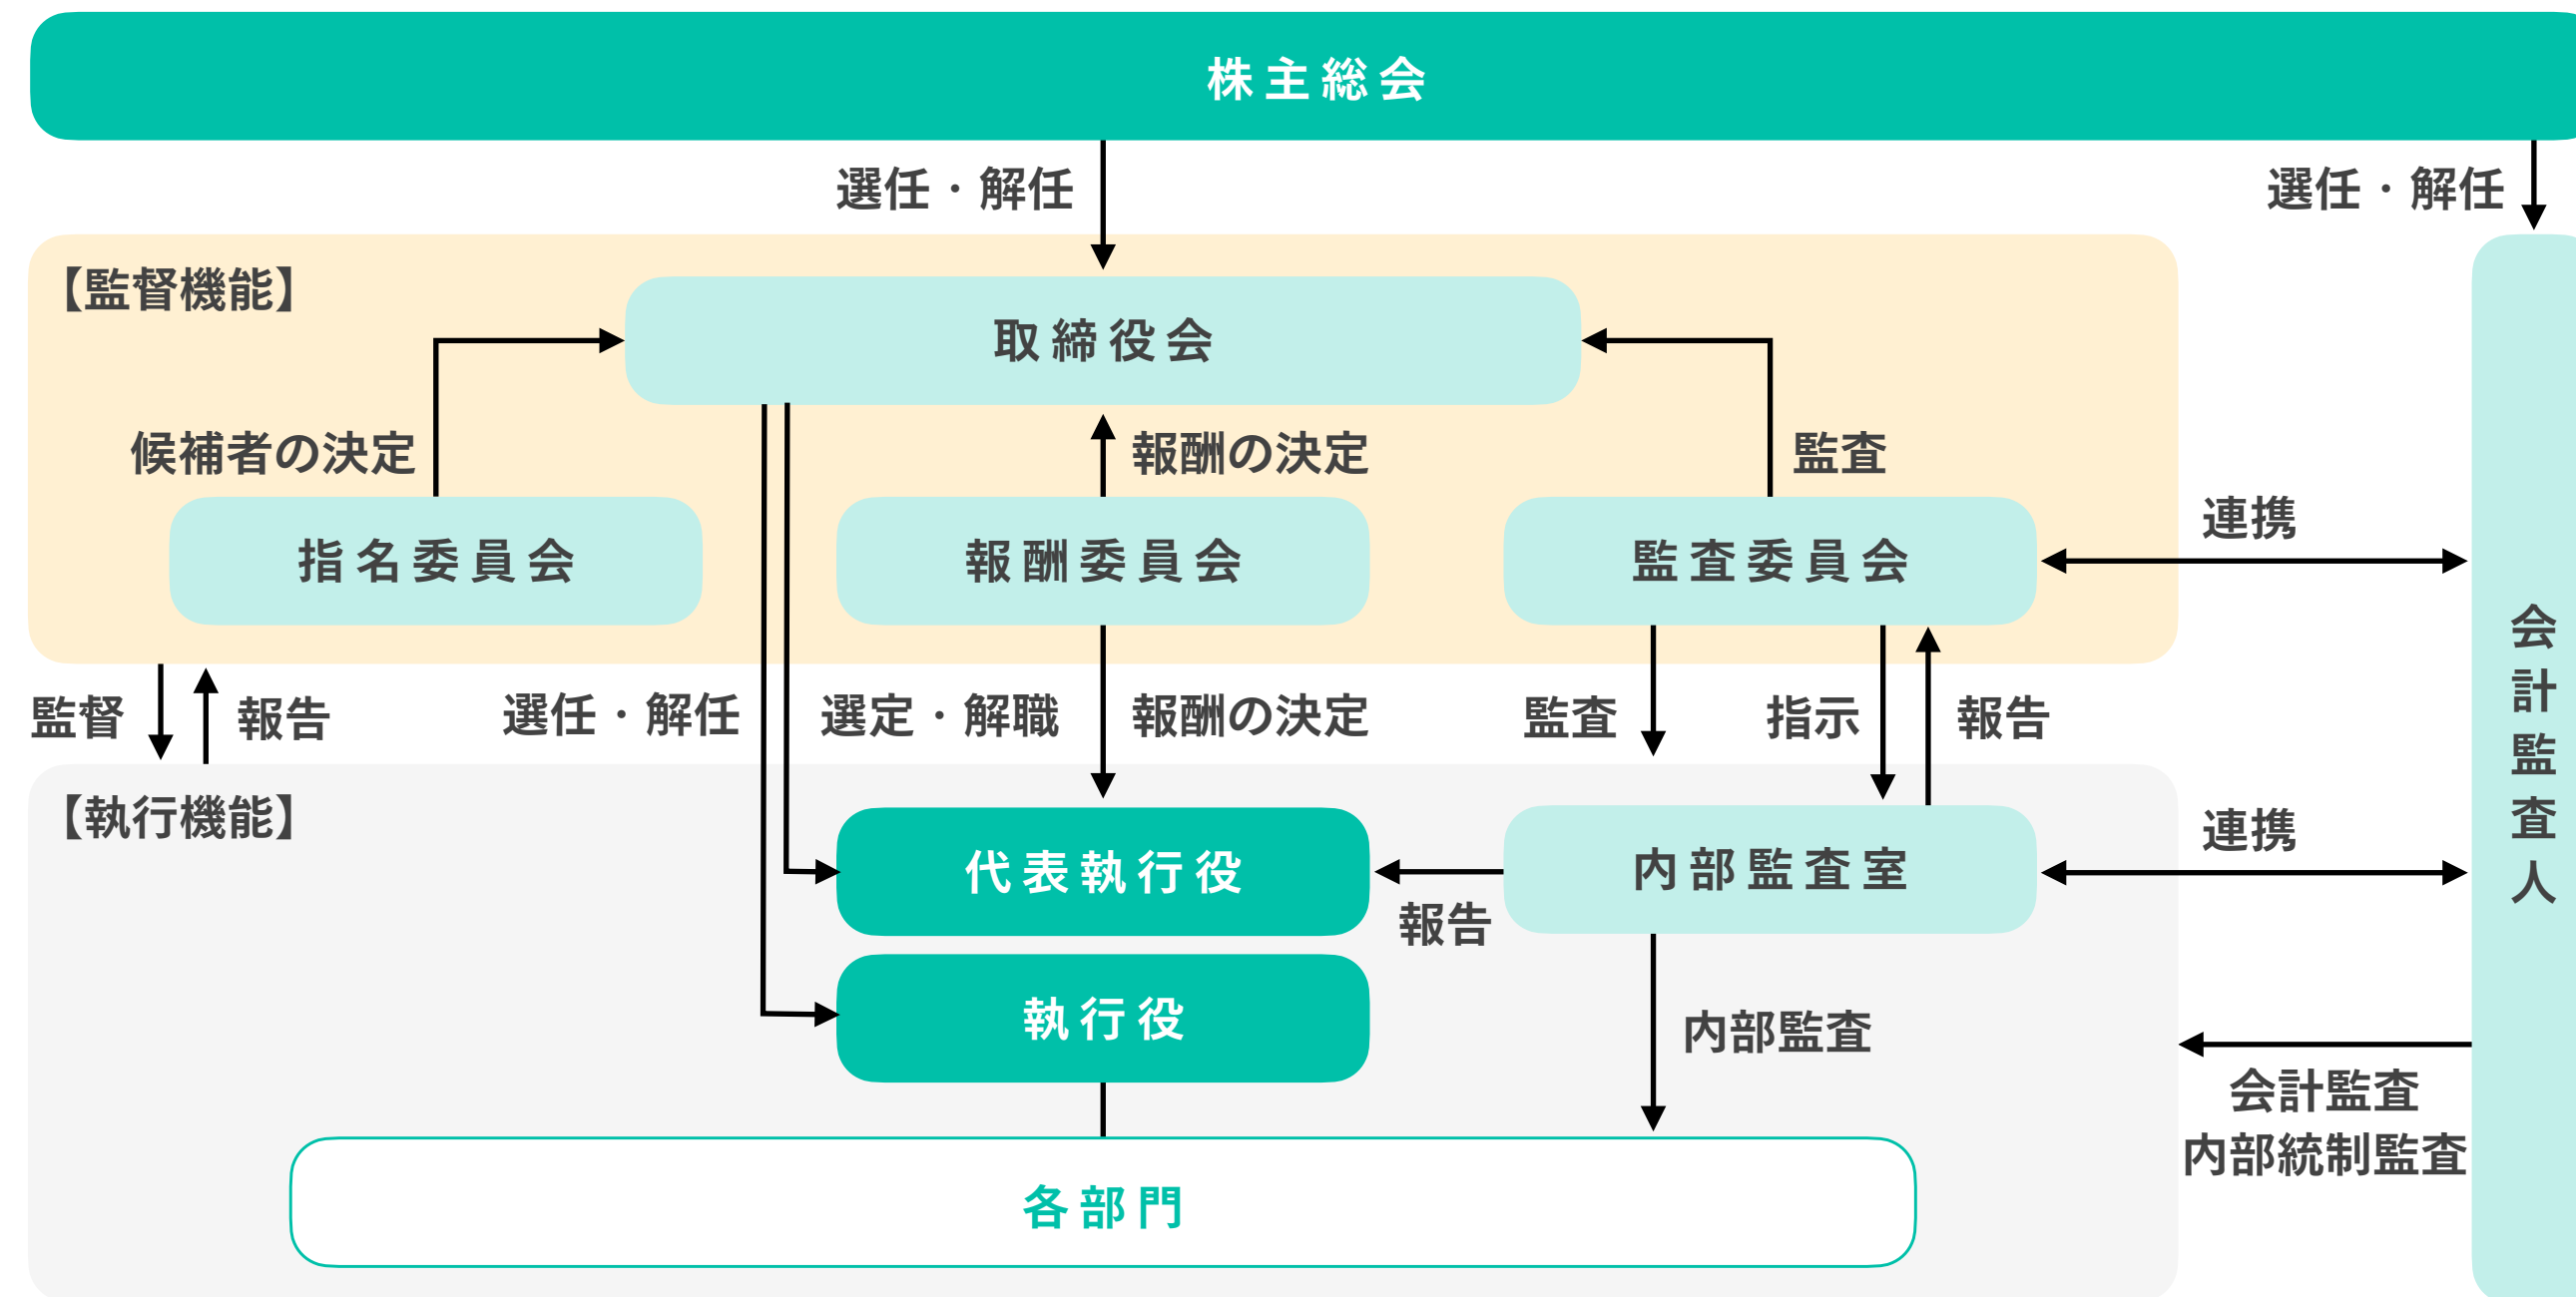 株主総会
選任・解任
選任・解任
【監督機能】
取締役会
候補者の決定
報酬の決定
監査
指名委員会
報酬委員会
監査委員会
連携
会計監査人
監督
報告
選任・解任
選定・解職
報酬の決定
監査
指示
報告
【執行機能】
代表執行役
内部監査室
連携
報告
執行役
内部監査
会計監査
内部統制監査
各部門